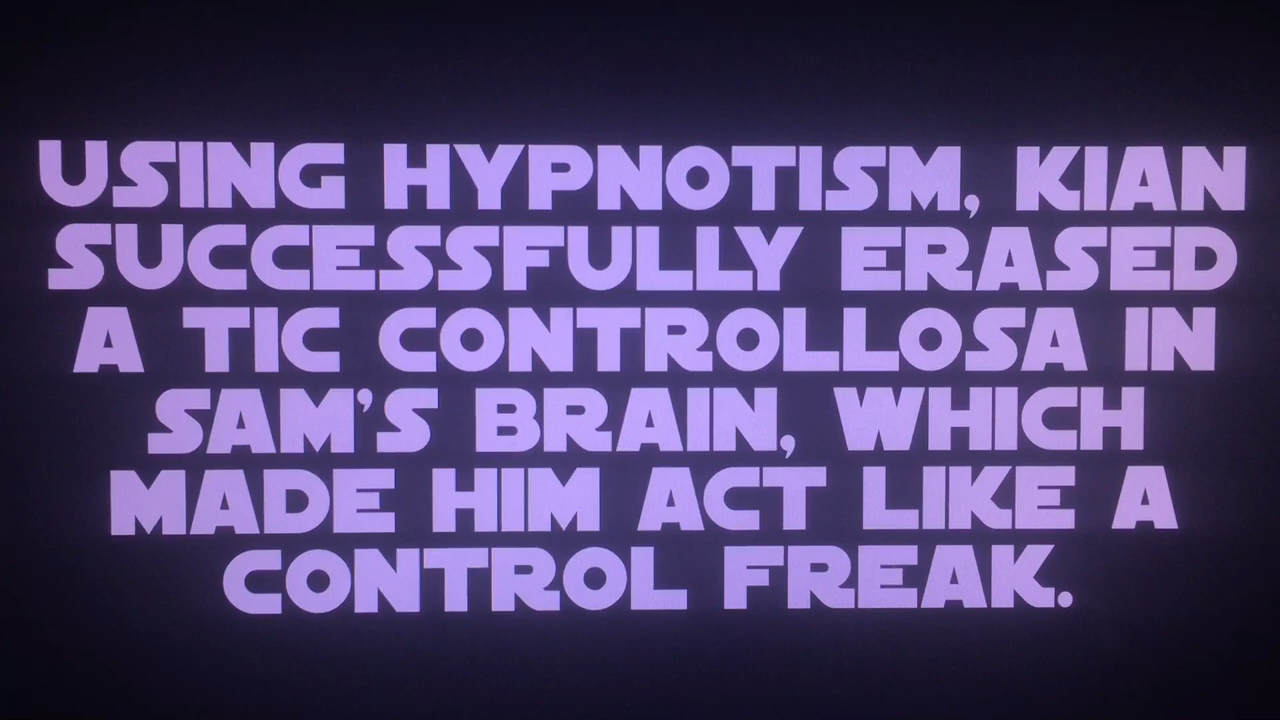 USING HYPNOTISM, KIAN
SUCCESSFULLY ERASED
A TIC CONTROLLOSA IN
SAM'S BRAIN, WHICH
MADE HIM ACT LIKE A
CONTROL FREAK.